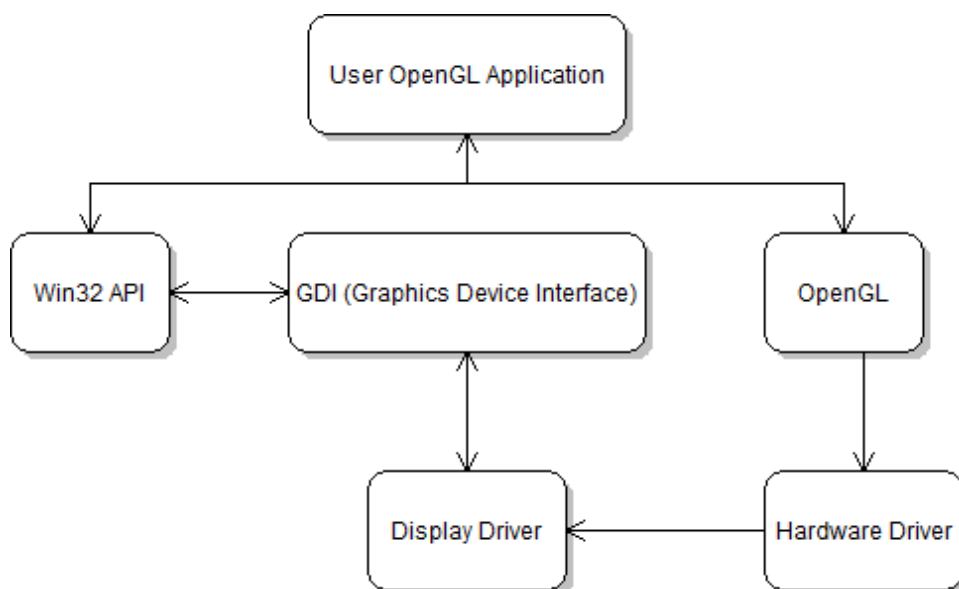 User OpenGL Application
Win32 API
GDI (Graphics Device Interface)
OpenGL
Display Driver
Hardware Driver